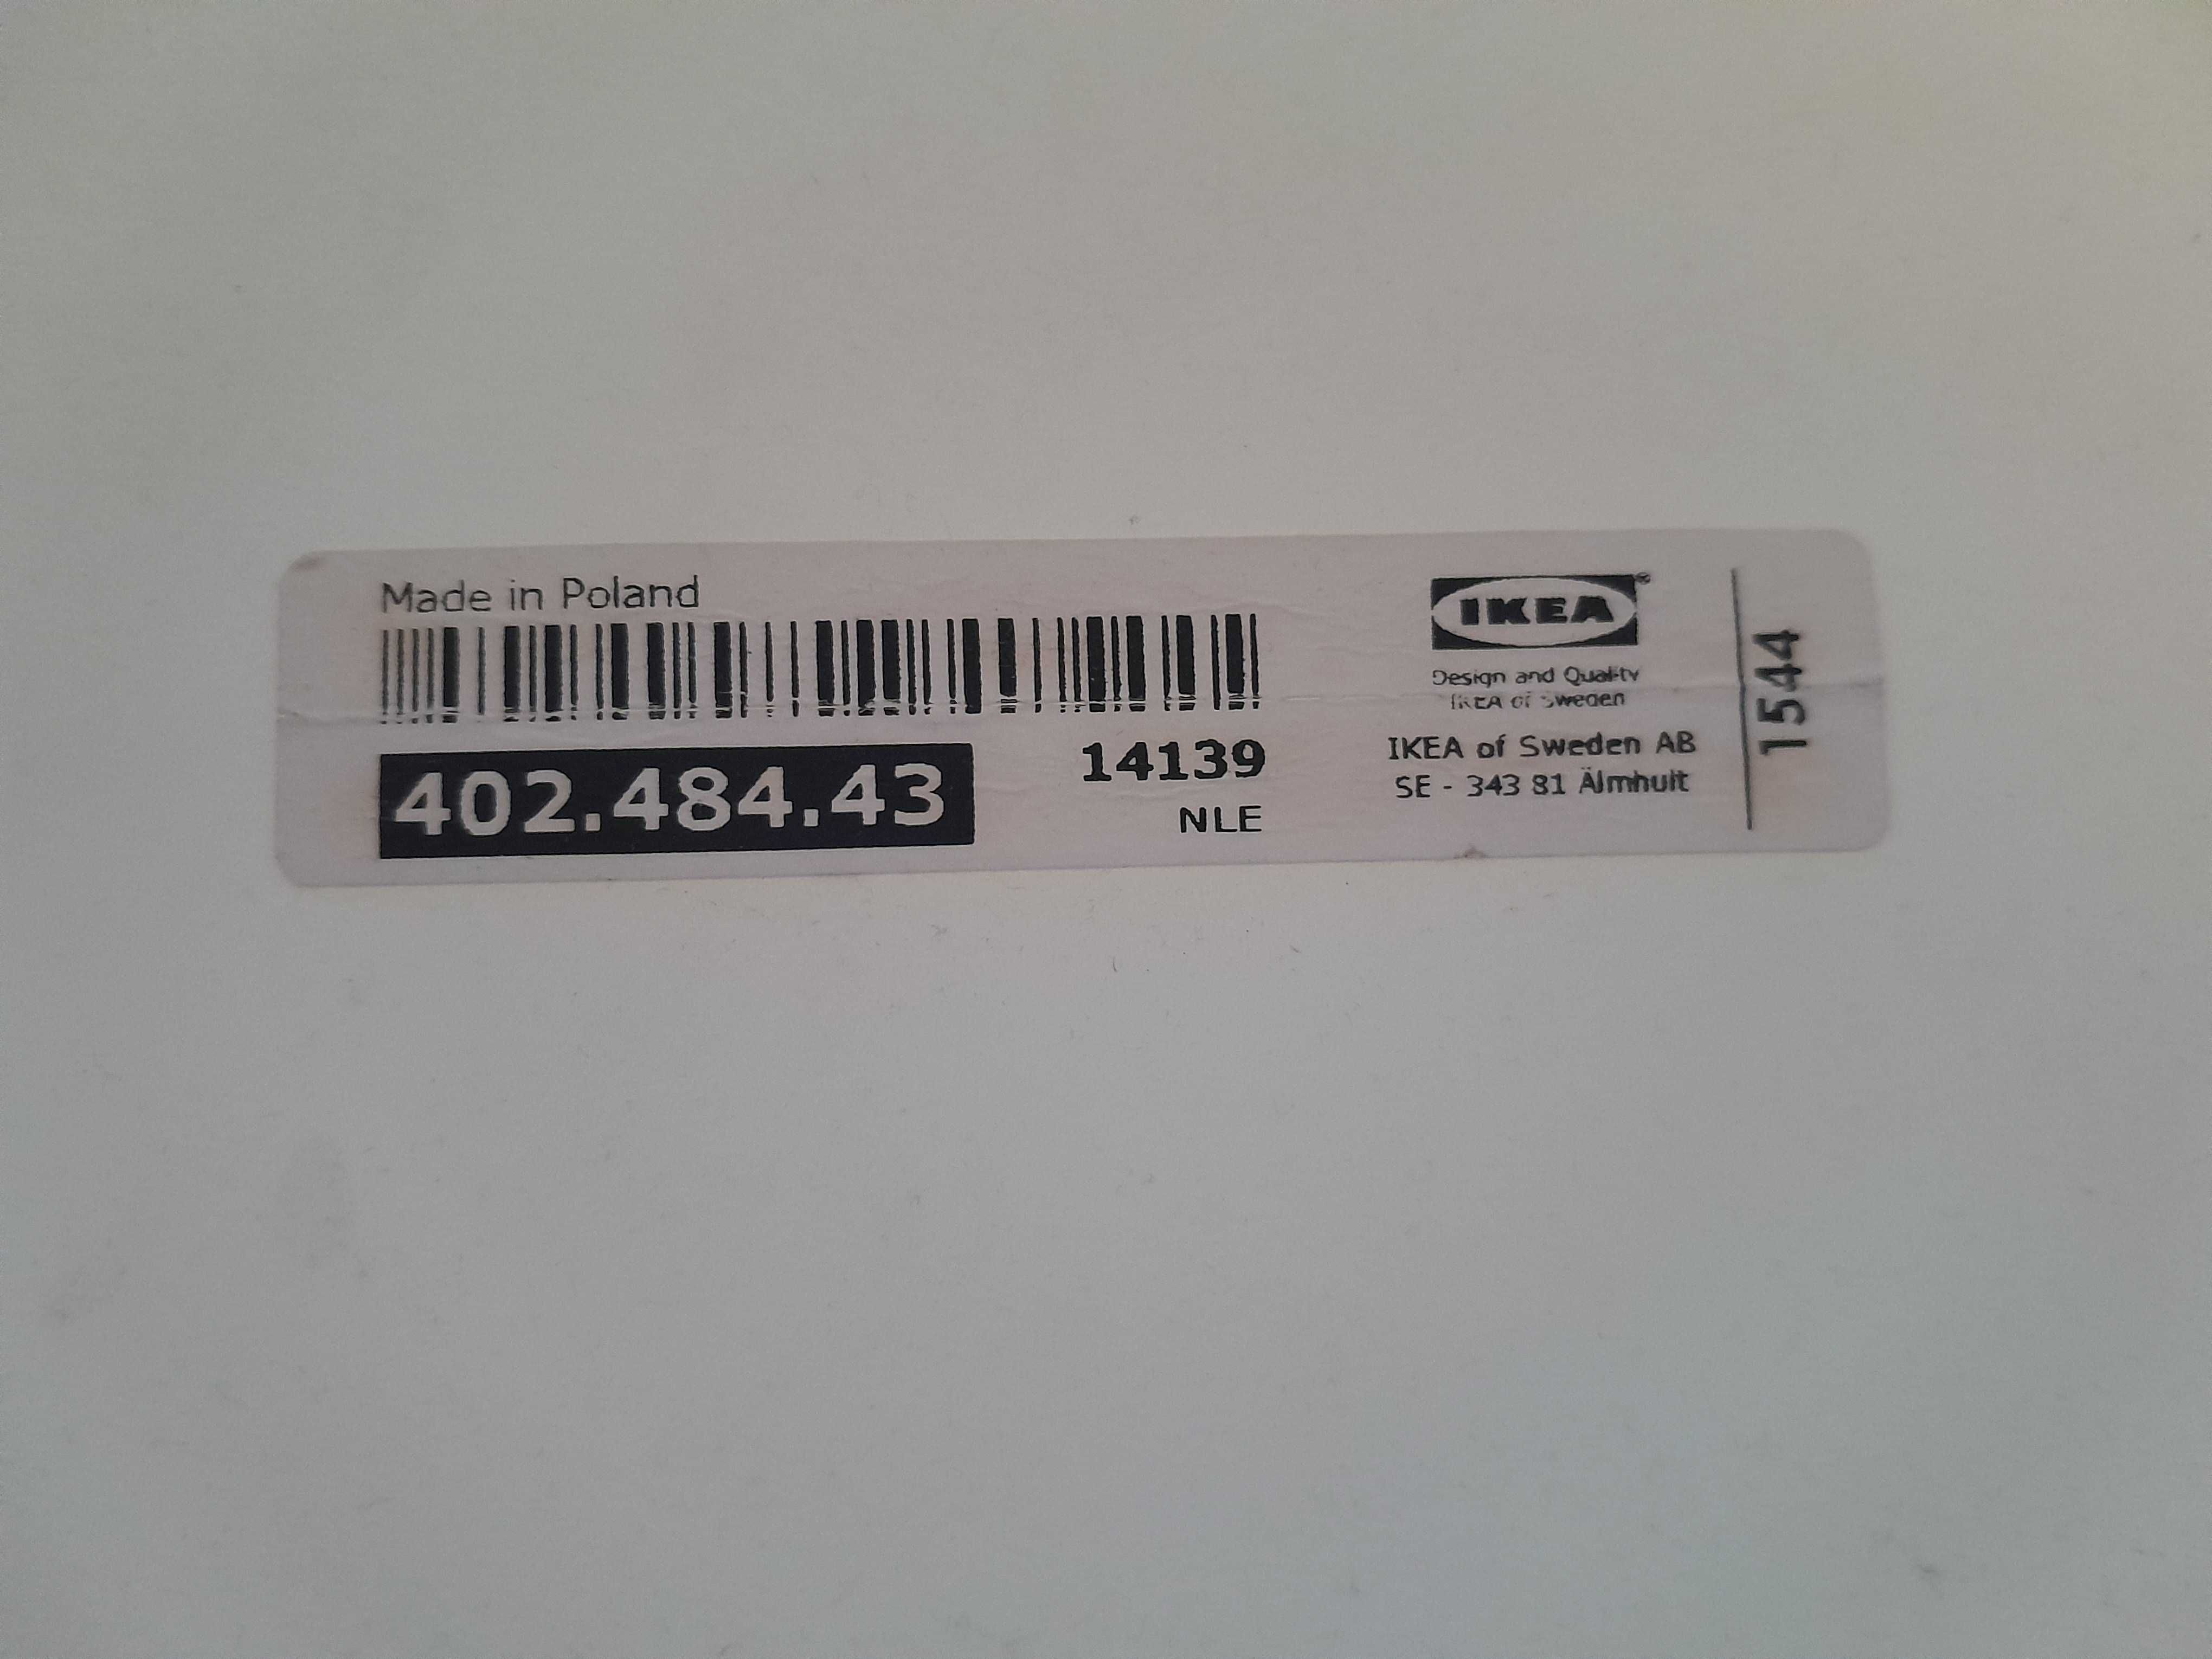 Made in Poland
402.484.43
14139
NLE
IKEA®
Design and Quality
IKEA of Sweden
IKEA of Sweden AB
SE - 343 81 Älmhult
1544